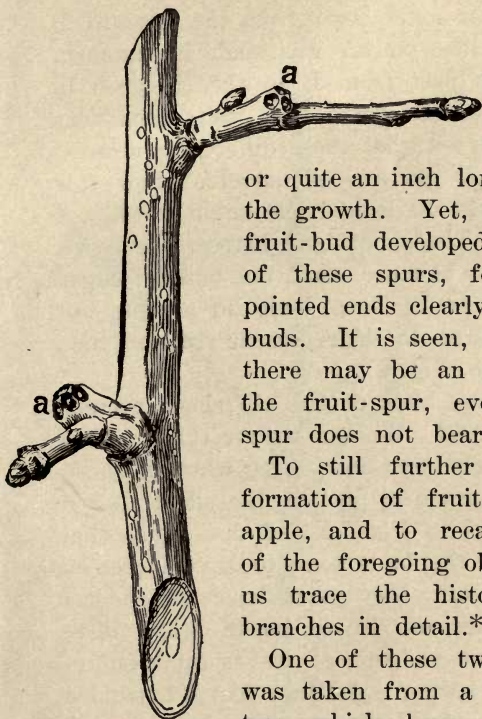 a
or quite an inch lon
the growth. Yet,
fruit-bud developed
of these spurs, f
pointed ends clearly
buds. It is seen,
there may be an
the fruit-spur, eve
a
spur does not bear
To still further
formation of fruit
apple, and to reca
of the foregoing ob
us trace the histo
branches in detail.*
One of these tw
was taken from a